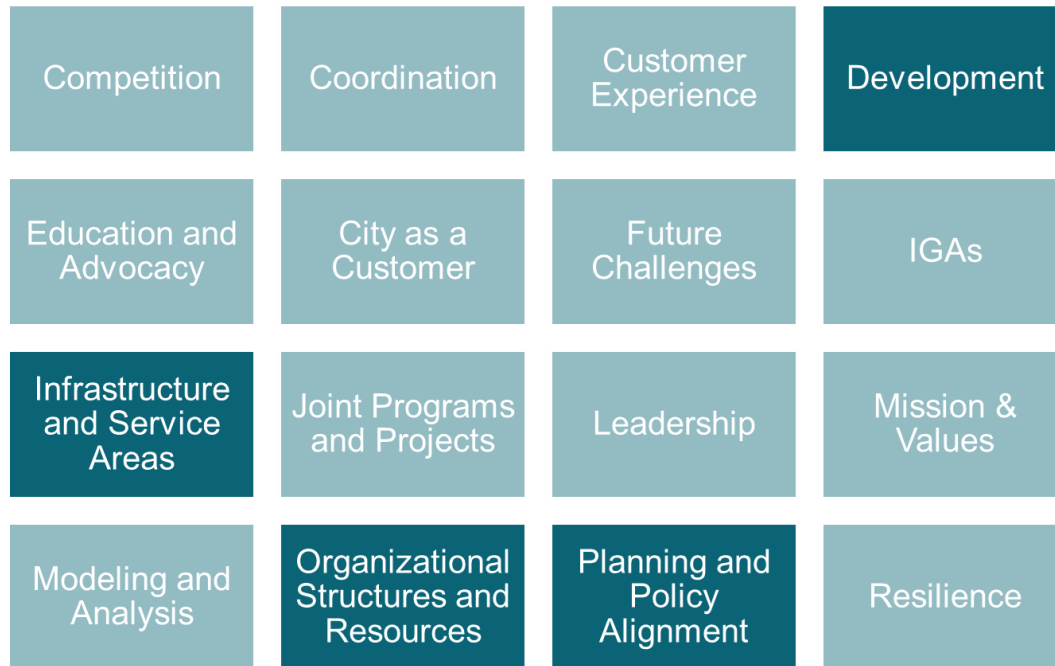 Competition
Coordination
Customer
Experience
Development
Education and
Advocacy
City as a
Customer
Future
Challenges
IGAs
Infrastructure
and Service
Areas
Joint Programs
and Projects
Leadership
Mission &
Values
Modeling and
Analysis
Organizational
Structures and
Resources
Planning and
Policy
Alignment
Resilience